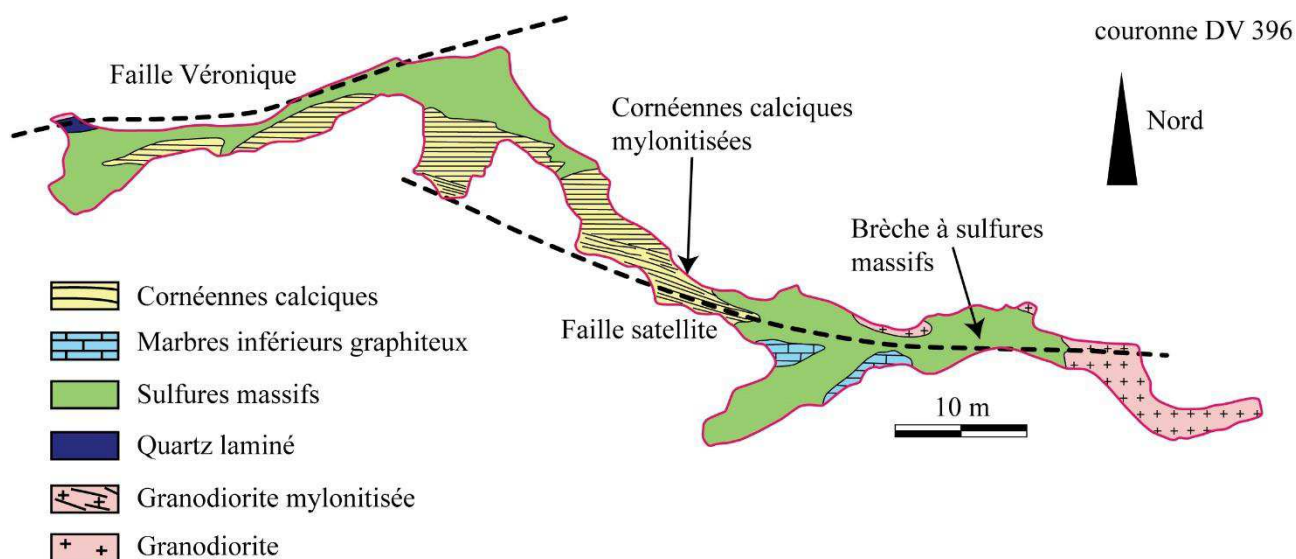 couronne DV 396
Faille Véronique
Nord
Cornéennes calciques
mylonitisées
Brèche à sulfures
massifs
Faille satellite
10 m
Cornéennes calciques
Marbres inférieurs graphiteux
Sulfures massifs
Quartz laminé
Granodiorite mylonitisée
Granodiorite